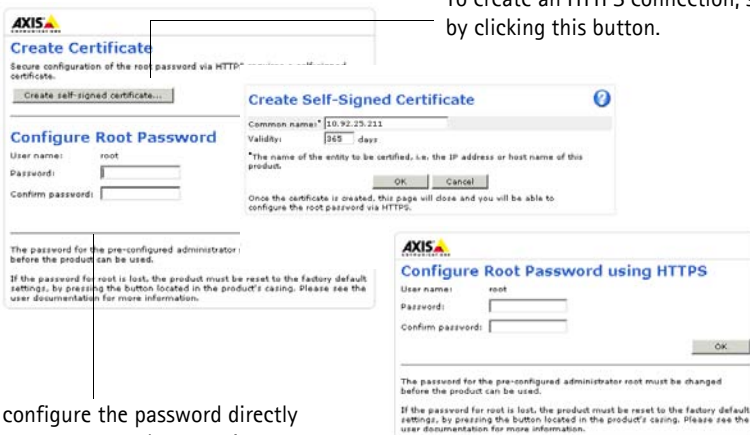 To create an HTTPS connection, s
by clicking this button.
AXIS
COMMUNICATIONS
Create Certificate
Secure configuration of the root password via HTTPS requires a self-signed
certificate.
Create self-signed certificate...
Configure Root Password
User name: root
Password:
Confirm password:
The password for the pre-configured administrator
before the product can be used.
If the password for root is lost, the product must be reset to the factory default
settings, by pressing the button located in the product's casing. Please see the
user documentation for more information.
Create Self-Signed Certificate
?
Common name:* 10.92.25.211
Validity: 365 days
*The name of the entity to be certified, i.e. the IP address or host name of this
product.
OK Cancel
Once the certificate is created, this page will close and you will be able to
configure the root password via HTTPS.
AXIS
COMMUNICATIONS
Configure Root Password using HTTPS
User name: root
Password:
Confirm password:
OK
The password for the pre-configured administrator root must be changed
before the product can be used.
If the password for root is lost, the product must be reset to the factory default
settings, by pressing the button located in the product's casing. Please see the
user documentation for more information.
configure the password directly